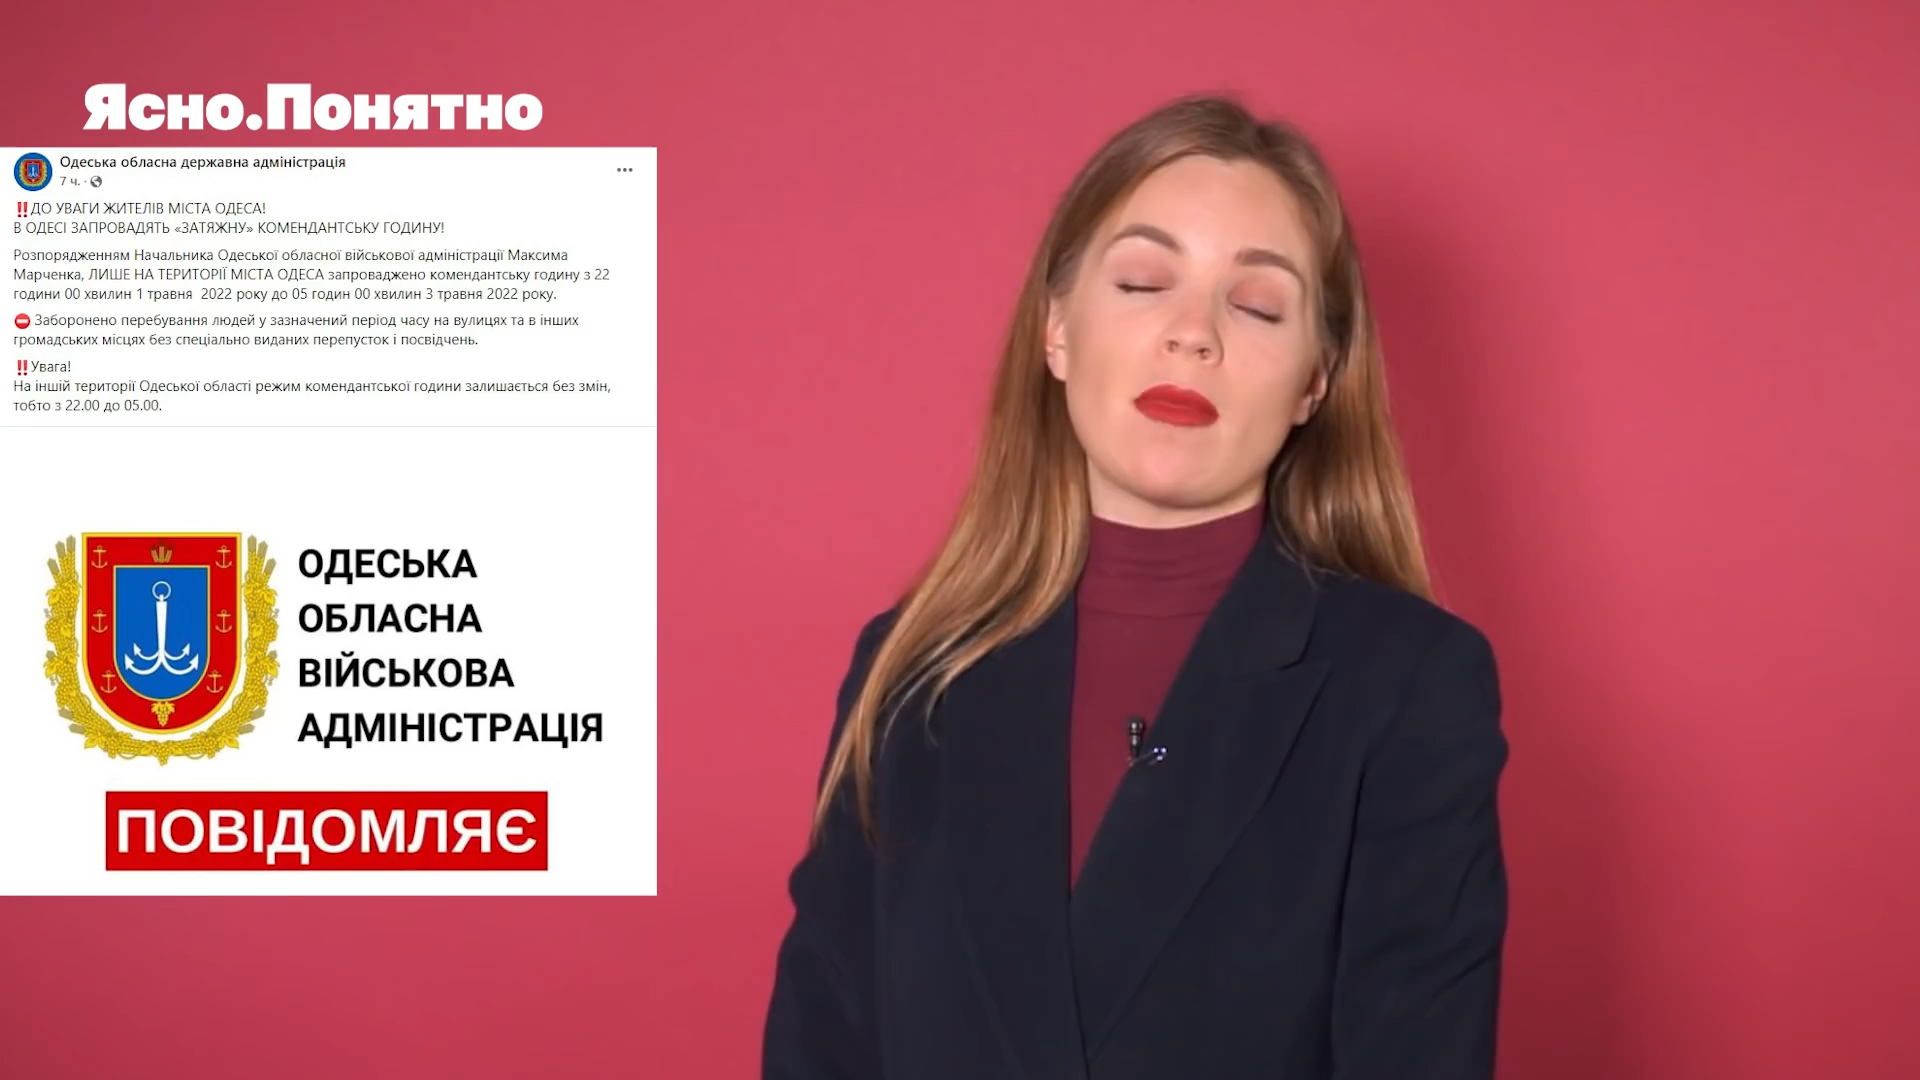 Ясно.Понятно
Одеська обласна державна адміністрація
7 ч. ·
‼️ДО УВАГИ ЖИТЕЛІВ МІСТА ОДЕСА!
В ОДЕСІ ЗАПРОВАДЯТЬ «ЗАТЯЖНУ» КОМЕНДАНТСЬКУ ГОДИНУ!
Розпорядженням Начальника Одеської обласної військової адміністрації Максима
Марченка, ЛИШЕ НА ТЕРИТОРІЇ МІСТА ОДЕСА запроваджено комендантську годину з 22
години 00 хвилин 1 травня 2022 року до 05 годин 00 хвилин 3 травня 2022 року.
⛔ Заборонено перебування людей у зазначений період часу на вулицях та в інших
громадських місцях без спеціально виданих перепусток і посвідчень.
‼️Увага!
На іншій території Одеської області режим комендантської години залишається без змін,
тобто з 22.00 до 05.00.
ОДЕСЬКА
ОБЛАСНА
ВІЙСЬКОВА
АДМІНІСТРАЦІЯ
ПОВІДОМЛЯЄ